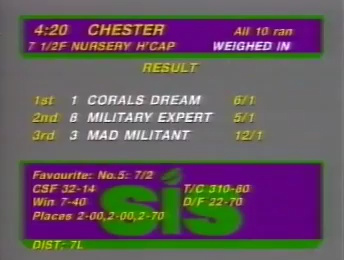 4:20 CHESTER All 10 ran
7 1/2F NURSERY H'CAP WEIGHED IN
RESULT
1st 1 CORALS DREAM 6/1
2nd 8 MILITARY EXPERT 5/1
3rd 3 MAD MILITANT 12/1
Favourite: No.5: 7/2
CSF 32-14 T/C 310-80
Win 7-40 D/F 22-70
Places 2-00,2-00,2-70
sis
DIST: 7L